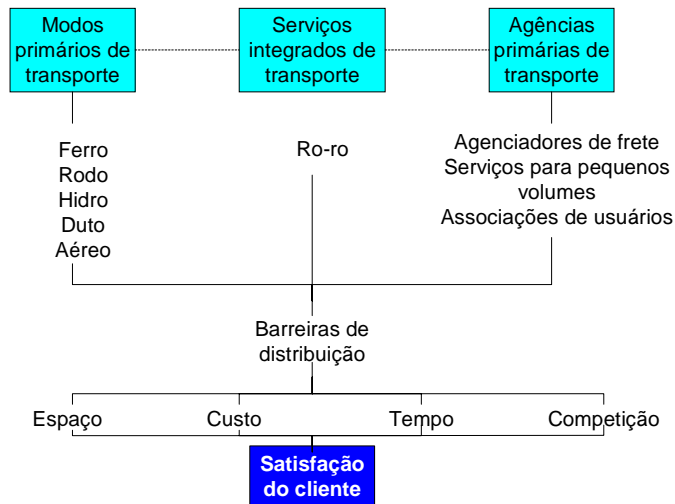 Modos
primários de
transporte
Serviços
integrados de
transporte
Agências
primárias de
transporte
Ferro
Rodo
Hidro
Duto
Aéreo
Ro-ro
Agenciadores de frete
Serviços para pequenos
volumes
Associações de usuários
Barreiras de
distribuição
Espaço
Custo
Tempo
Competição
Satisfação
do cliente